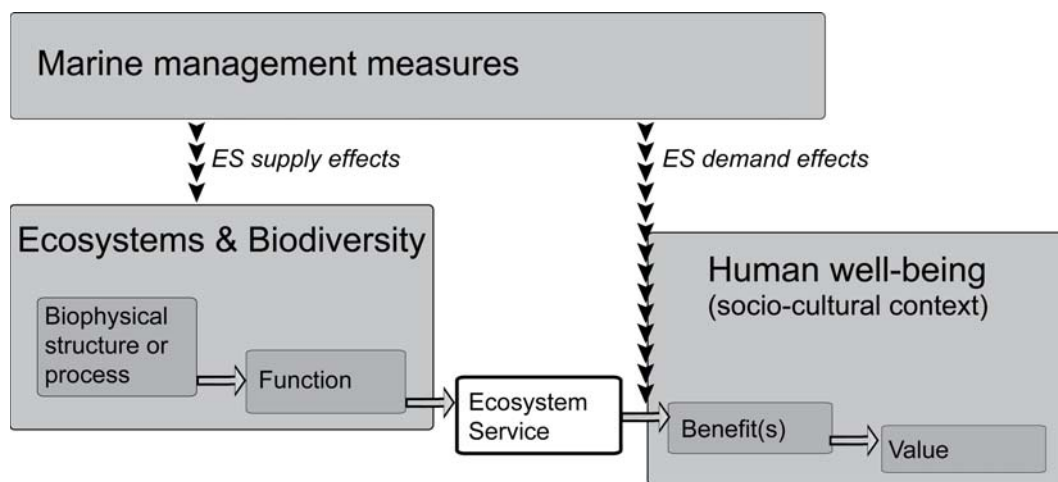 Marine management measures
ES supply effects
ES demand effects
Ecosystems & Biodiversity
Human well-being
(socio-cultural context)
Biophysical
structure or
process
Function
Ecosystem
Service
Benefit(s)
Value